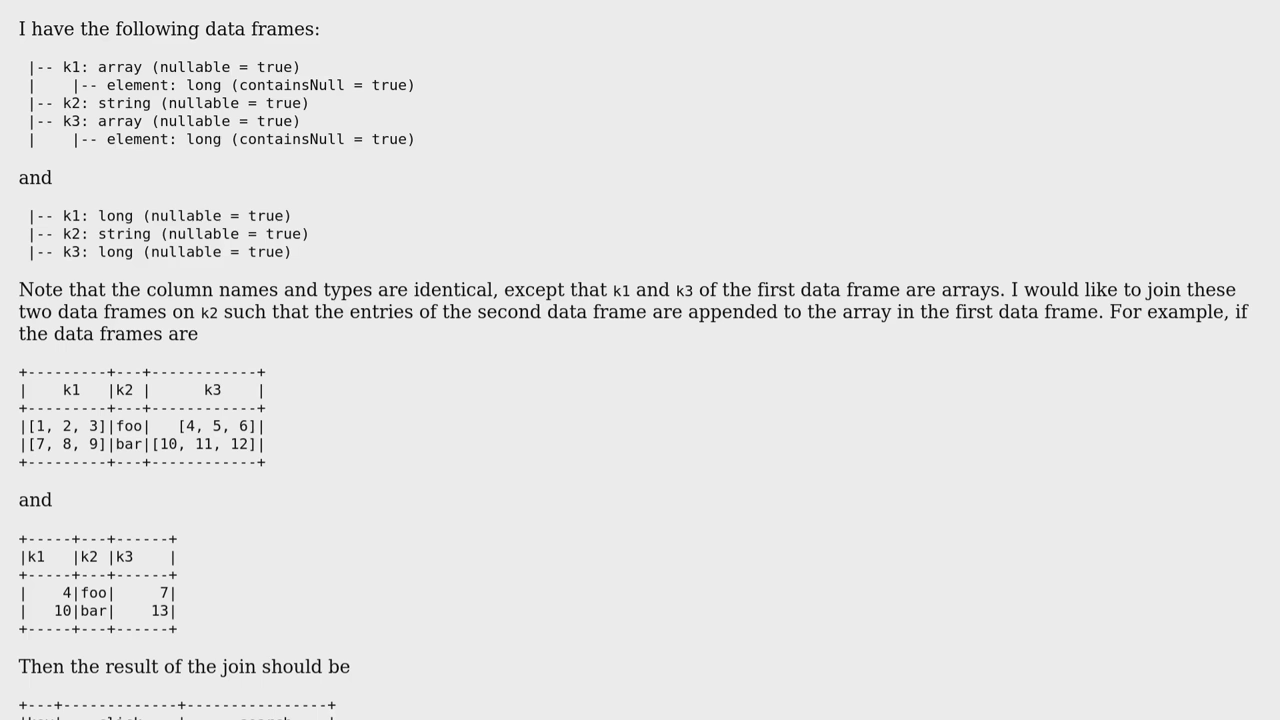 I have the following data frames:
|-- k1: array (nullable = true)
|    |-- element: long (containsNull = true)
|-- k2: string (nullable = true)
|-- k3: array (nullable = true)
|    |-- element: long (containsNull = true)
and
|-- k1: long (nullable = true)
|-- k2: string (nullable = true)
|-- k3: long (nullable = true)
Note that the column names and types are identical, except that k1 and k3 of the first data frame are arrays. I would like to join these
two data frames on k2 such that the entries of the second data frame are appended to the array in the first data frame. For example, if
the data frames are
+---------+---+------------+
|    k1   |k2 |      k3    |
+---------+---+------------+
|[1, 2, 3]|foo|   [4, 5, 6]|
|[7, 8, 9]|bar|[10, 11, 12]|
+---------+---+------------+
and
+-----+---+------+
|k1   |k2 |k3    |
+-----+---+------+
|    4|foo|     7|
|   10|bar|    13|
+-----+---+------+
Then the result of the join should be
+---+-------------+----------------+